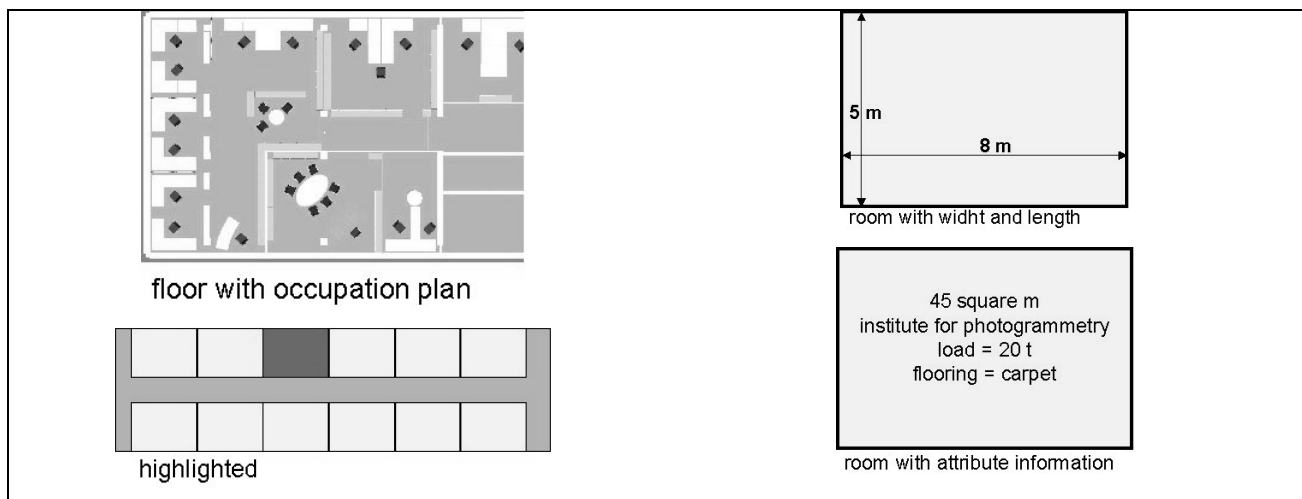 floor with occupation plan
highlighted
5 m
8 m
room with widht and length
45 square m
institute for photogrammetry
load = 20 t
flooring = carpet
room with attribute information